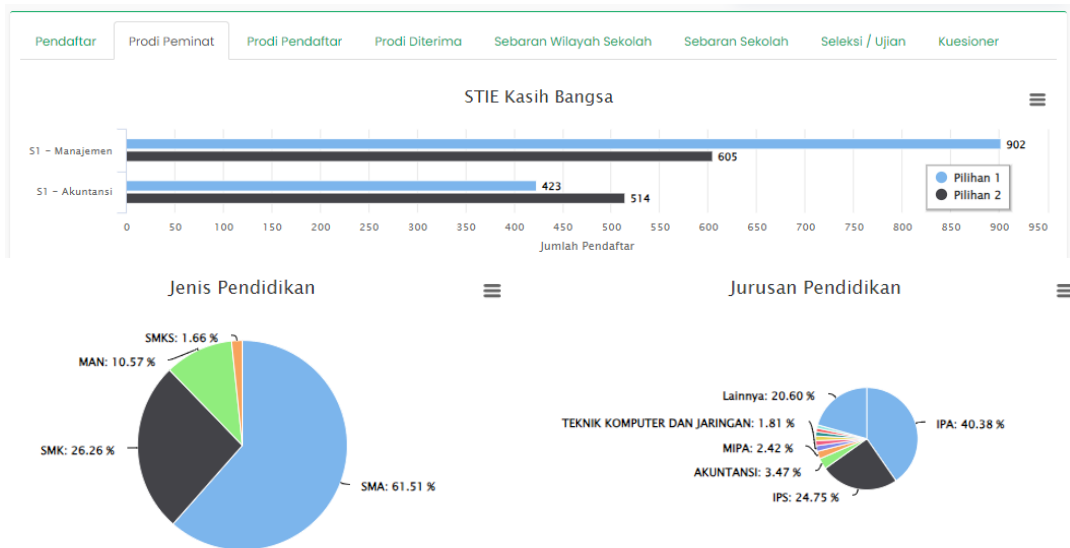 Pendaftar
Prodi Peminat
Prodi Pendaftar
Prodi Diterima
Sebaran Wilayah Sekolah
Sebaran Sekolah
Seleksi / Ujian
Kuesioner
STIE Kasih Bangsa
S1 - Manajemen
902
605
S1 - Akuntansi
423
514
Pilihan 1
Pilihan 2
0 50 100 150 200 250 300 350 400 450 500 550 600 650 700 750 800 850 900 950
Jumlah Pendaftar
Jenis Pendidikan
SMKS: 1.66 %
MAN: 10.57 %
SMK: 26.26 %
SMA: 61.51 %
Jurusan Pendidikan
Lainnya: 20.60 %
TEKNIK KOMPUTER DAN JARINGAN: 1.81 %
MIPA: 2.42 %
AKUNTANSI: 3.47 %
IPS: 24.75 %
IPA: 40.38 %